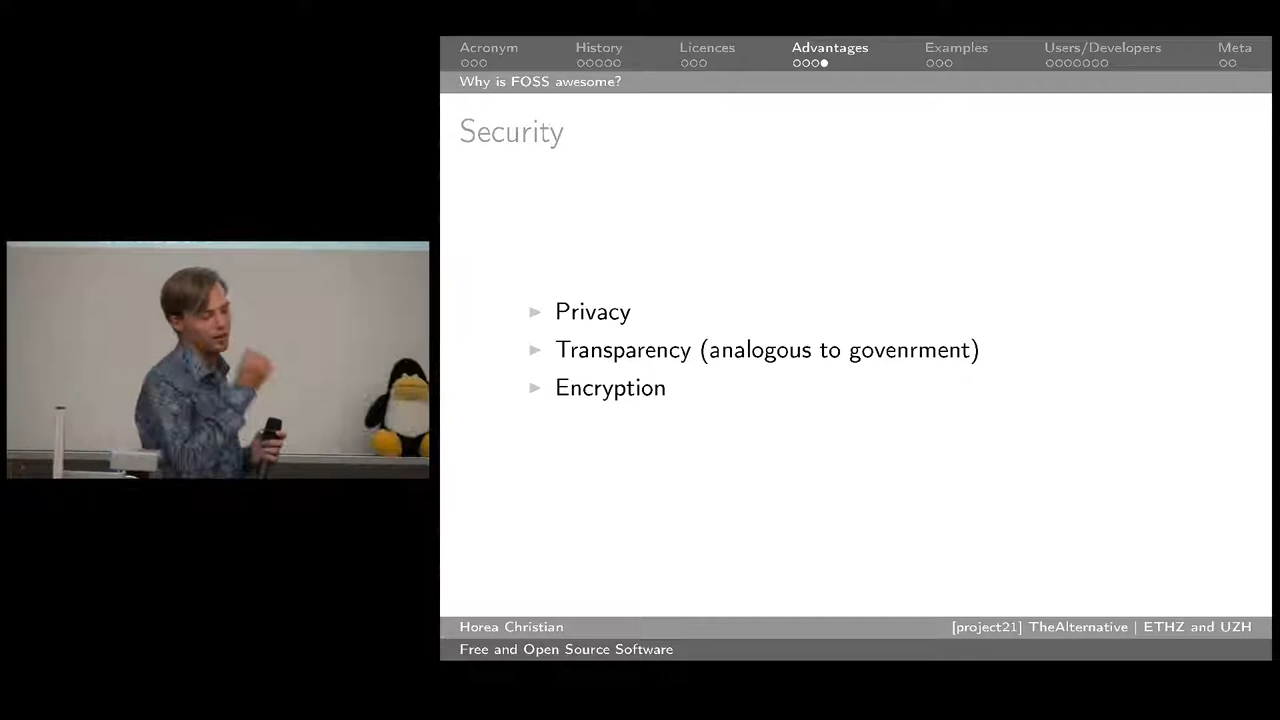 Acronym History Licences Advantages Examples Users/Developers Meta
Why is FOSS awesome?
Security
Privacy
Transparency (analogous to govenrment)
Encryption
Horea Christian [project21] TheAlternative | ETHZ and UZH
Free and Open Source Software